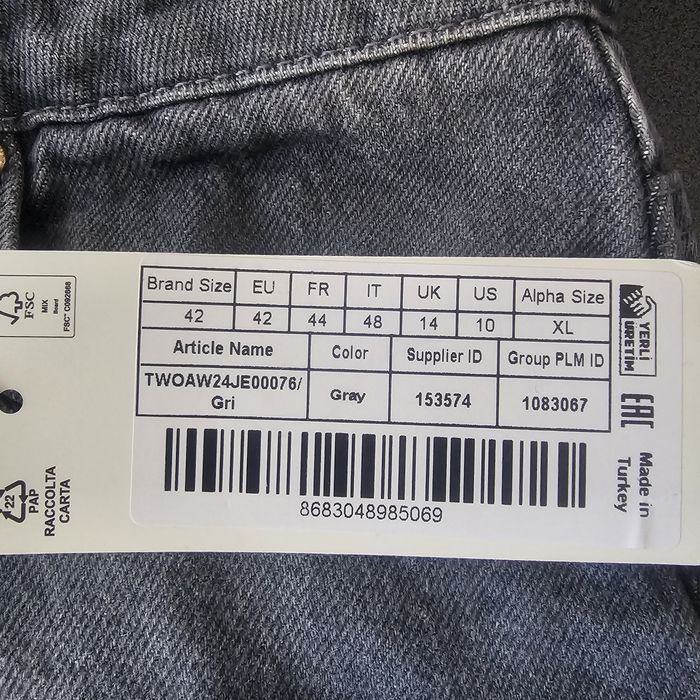 FSC
MIX
Board
FSC® C092888
22
PAP
RACCOLTA
CARTA
Brand Size EU FR IT UK US Alpha Size
42 42 44 48 14 10 XL
Article Name Color Supplier ID Group PLM ID
TWOAW24JE00076/
Gri Gray 153574 1083067
8683048985069
YERLİ
ÜRETİM
EAC
Made in
Turkey